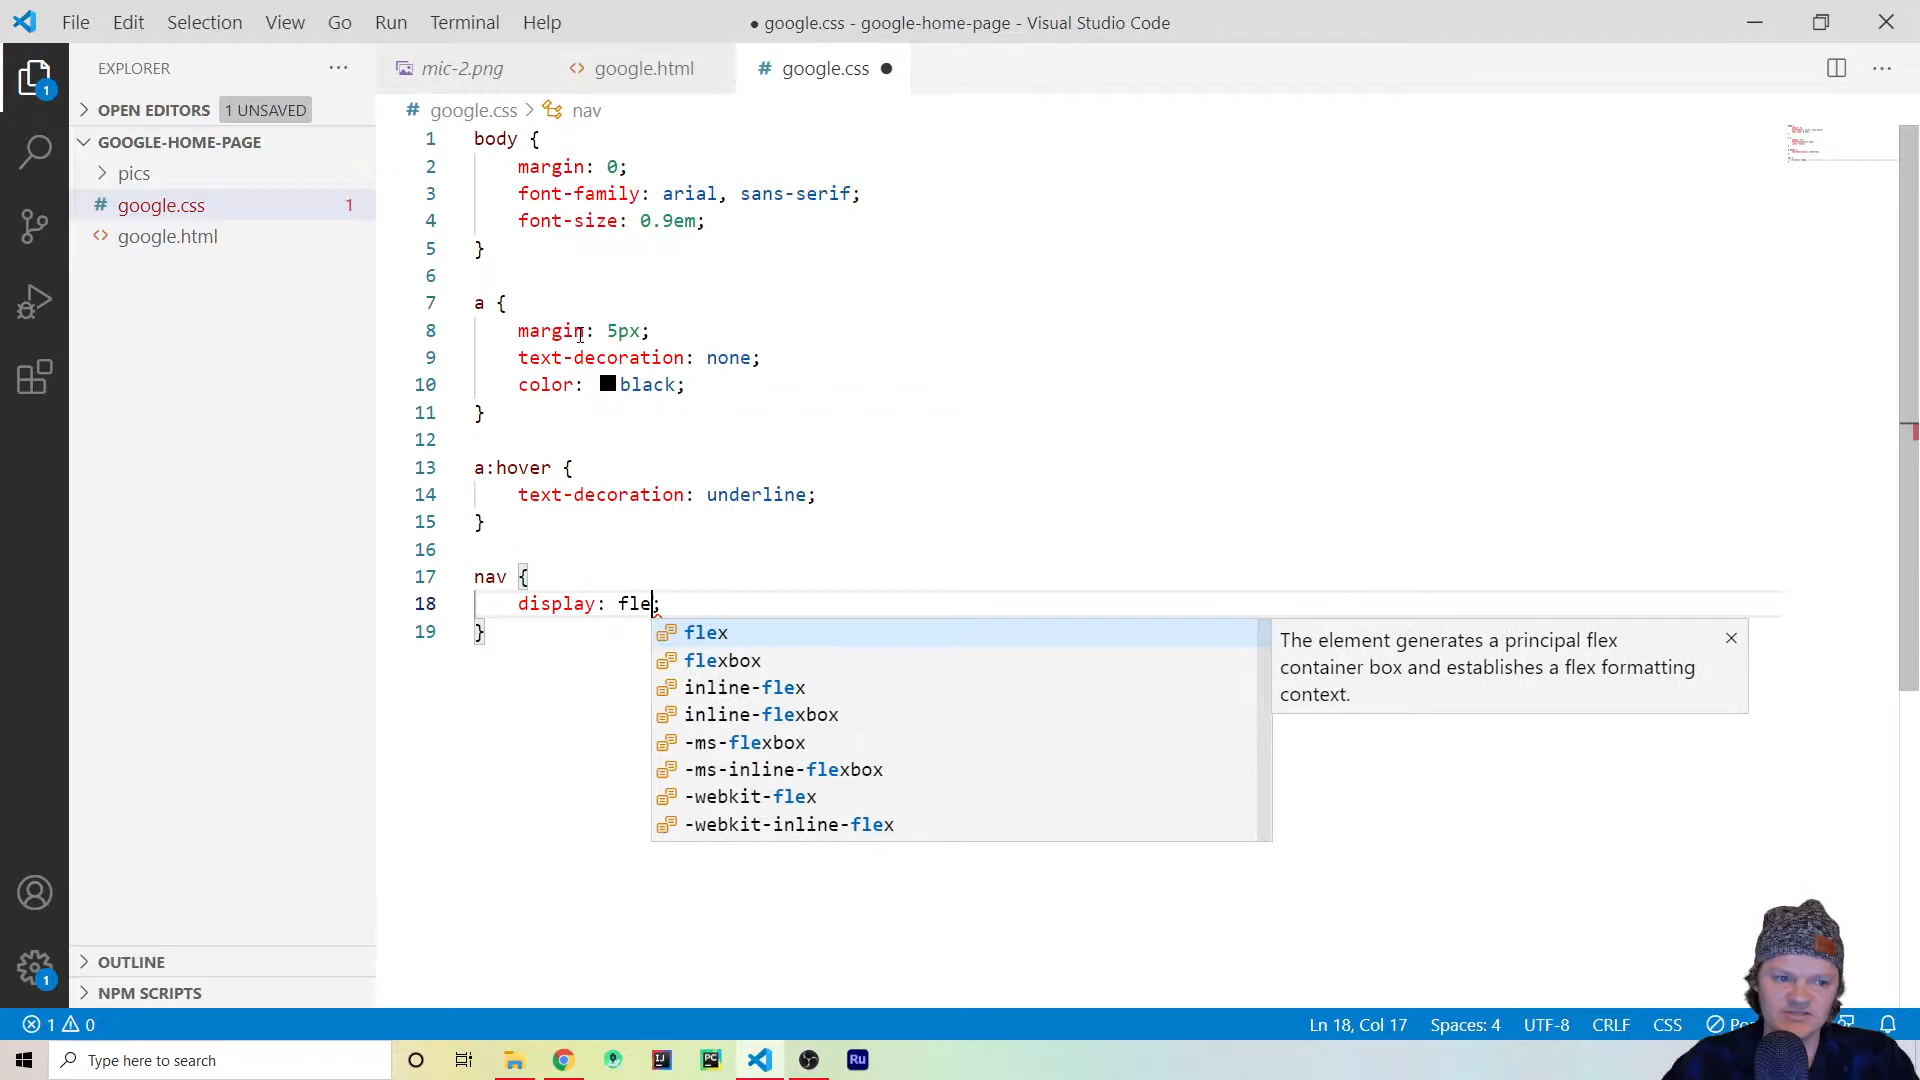 File Edit Selection View Go Run Terminal Help ● google.css - google-home-page - Visual Studio Code
EXPLORER ··· mic-2.png <> google.html # google.css ● ···
OPEN EDITORS 1 UNSAVED
# google.css > nav
GOOGLE-HOME-PAGE
pics
# google.css 1
<> google.html
1 body {
2 margin: 0;
3 font-family: arial, sans-serif;
4 font-size: 0.9em;
5 }
6
7 a {
8 margin: 5px;
9 text-decoration: none;
10 color: black;
11 }
12
13 a:hover {
14 text-decoration: underline;
15 }
16
17 nav {
18 display: fle;
19 }
flex
flexbox
inline-flex
inline-flexbox
-ms-flexbox
-ms-inline-flexbox
-webkit-flex
-webkit-inline-flex
The element generates a principal flex
container box and establishes a flex formatting
context.
1
1
OUTLINE
NPM SCRIPTS
1 0 Ln 18, Col 17 Spaces: 4 UTF-8 CRLF CSS
Type here to search IJ PC Ru